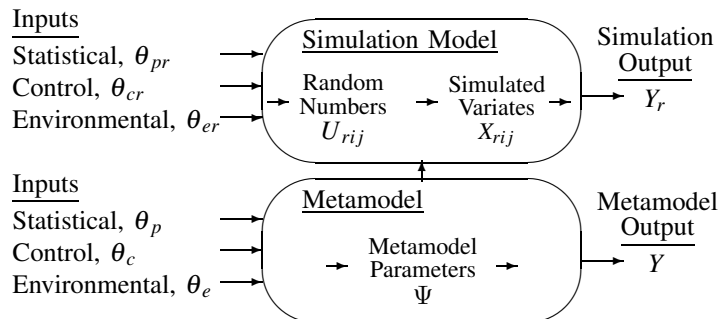 Inputs
Statistical, θpr
Control, θcr
Environmental, θer
Simulation Model
Random
Numbers
Urij
Simulated
Variates
Xrij
Simulation
Output
Yr
Inputs
Statistical, θp
Control, θc
Environmental, θe
Metamodel
Metamodel
Parameters
Ψ
Metamodel
Output
Y